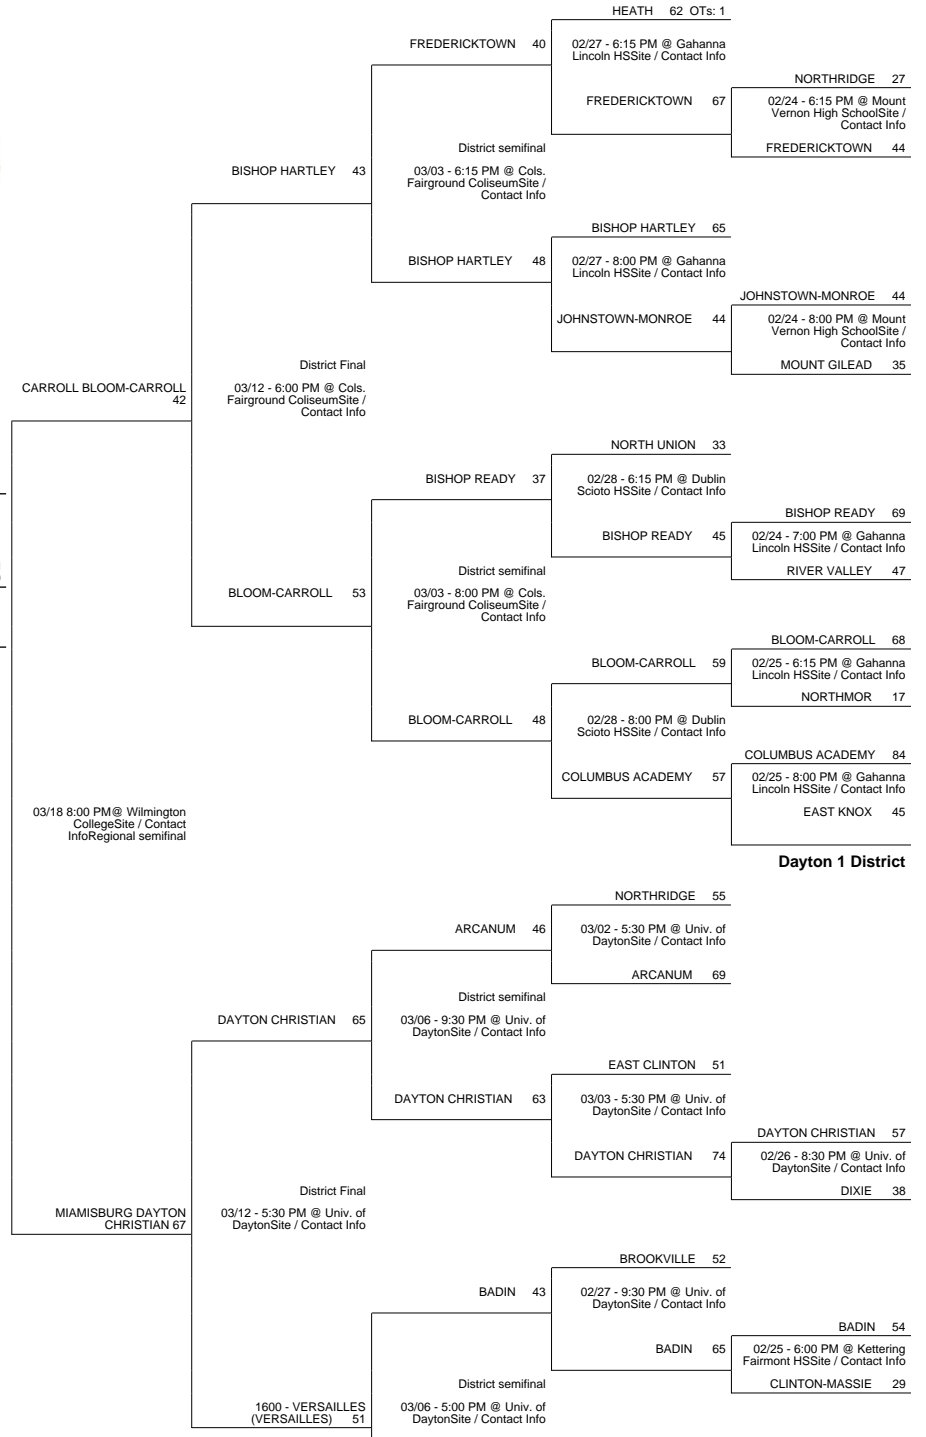 HEATH 62 OTs: 1
FREDERICKTOWN 40
02/27 - 6:15 PM @ Gahanna
Lincoln HSSite / Contact Info
NORTHRIDGE 27
FREDERICKTOWN 67
02/24 - 6:15 PM @ Mount
Vernon High SchoolSite /
Contact Info
FREDERICKTOWN 44
District semifinal
BISHOP HARTLEY 43
03/03 - 6:15 PM @ Cols.
Fairground ColiseumSite /
Contact Info
BISHOP HARTLEY 65
BISHOP HARTLEY 48
02/27 - 8:00 PM @ Gahanna
Lincoln HSSite / Contact Info
JOHNSTOWN-MONROE 44
JOHNSTOWN-MONROE 44
02/24 - 8:00 PM @ Mount
Vernon High SchoolSite /
Contact Info
MOUNT GILEAD 35
District Final
CARROLL BLOOM-CARROLL
42
03/12 - 6:00 PM @ Cols.
Fairground ColiseumSite /
Contact Info
NORTH UNION 33
BISHOP READY 37
02/28 - 6:15 PM @ Dublin
Scioto HSSite / Contact Info
BISHOP READY 69
BISHOP READY 45
02/24 - 7:00 PM @ Gahanna
Lincoln HSSite / Contact Info
RIVER VALLEY 47
District semifinal
BLOOM-CARROLL 53
03/03 - 8:00 PM @ Cols.
Fairground ColiseumSite /
Contact Info
BLOOM-CARROLL 68
BLOOM-CARROLL 59
02/25 - 6:15 PM @ Gahanna
Lincoln HSSite / Contact Info
NORTHMOR 17
BLOOM-CARROLL 48
02/28 - 8:00 PM @ Dublin
Scioto HSSite / Contact Info
COLUMBUS ACADEMY 84
COLUMBUS ACADEMY 57
02/25 - 8:00 PM @ Gahanna
Lincoln HSSite / Contact Info
EAST KNOX 45
03/18 8:00 PM@ Wilmington
CollegeSite / Contact
InfoRegional semifinal
Dayton 1 District
NORTHRIDGE 55
ARCANUM 46
03/02 - 5:30 PM @ Univ. of
DaytonSite / Contact Info
ARCANUM 69
District semifinal
DAYTON CHRISTIAN 65
03/06 - 9:30 PM @ Univ. of
DaytonSite / Contact Info
EAST CLINTON 51
DAYTON CHRISTIAN 63
03/03 - 5:30 PM @ Univ. of
DaytonSite / Contact Info
DAYTON CHRISTIAN 57
DAYTON CHRISTIAN 74
02/26 - 8:30 PM @ Univ. of
DaytonSite / Contact Info
DIXIE 38
District Final
MIAMISBURG DAYTON
CHRISTIAN 67
03/12 - 5:30 PM @ Univ. of
DaytonSite / Contact Info
BROOKVILLE 52
BADIN 43
02/27 - 9:30 PM @ Univ. of
DaytonSite / Contact Info
BADIN 54
BADIN 65
02/25 - 6:00 PM @ Kettering
Fairmont HSSite / Contact Info
CLINTON-MASSIE 29
District semifinal
1600 - VERSAILLES
(VERSAILLES) 51
03/06 - 5:00 PM @ Univ. of
DaytonSite / Contact Info